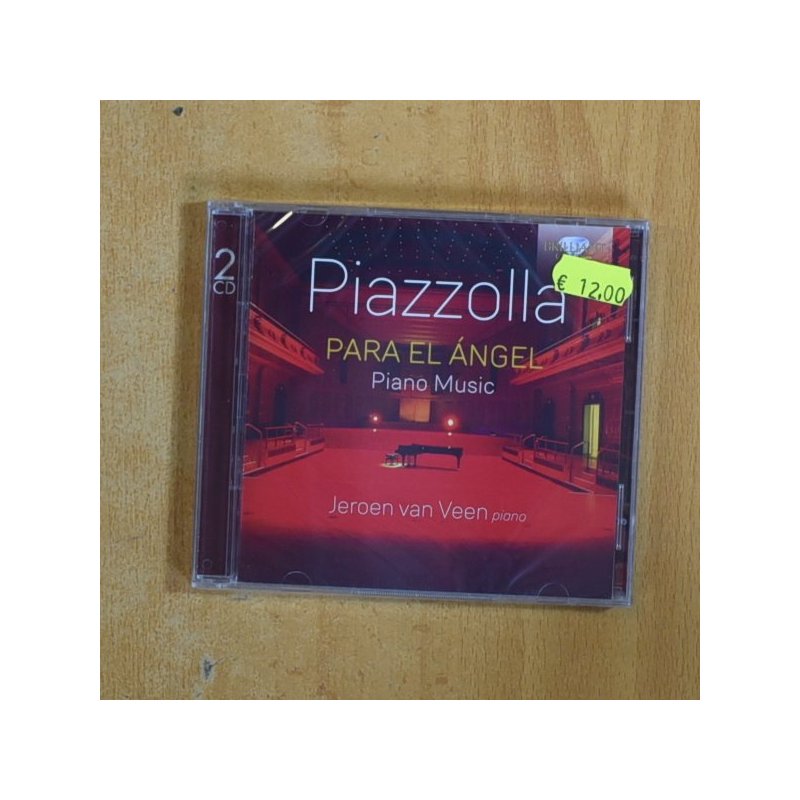 2
CD
Piazzolla
€ 12,00
PARA EL ÁNGEL
Piano Music
Jeroen van Veen piano